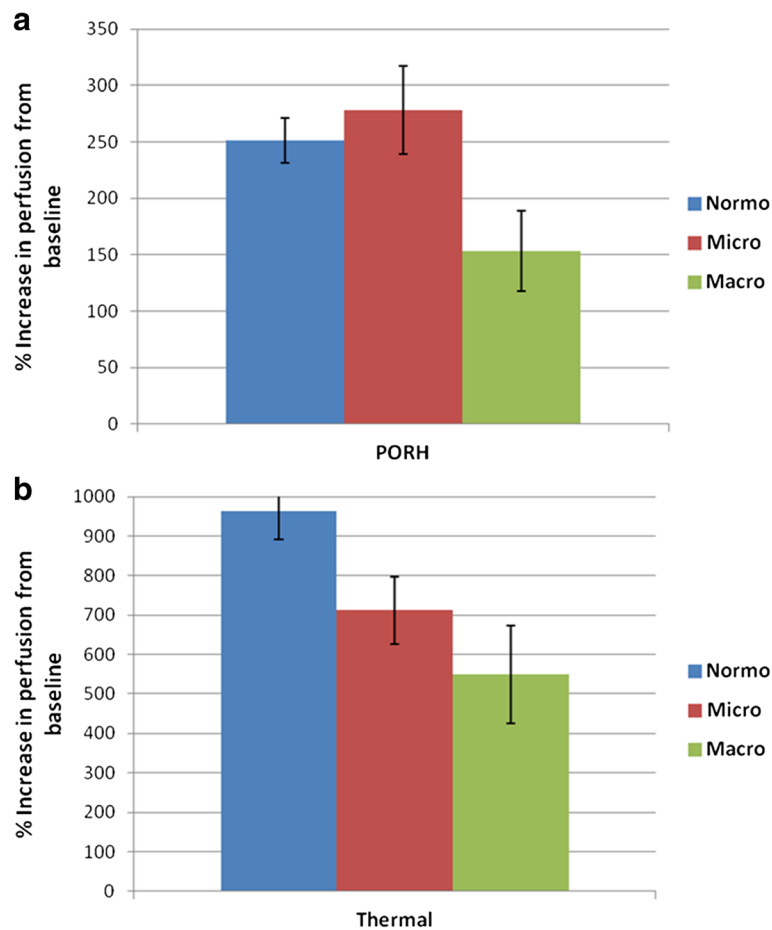 a
% Increase in perfusion from
baseline
350
300
250
200
150
100
50
0
PORH
Normo
Micro
Macro
b
% Increase in perfusion from
baseline
1000
900
800
700
600
500
400
300
200
100
0
Thermal
Normo
Micro
Macro